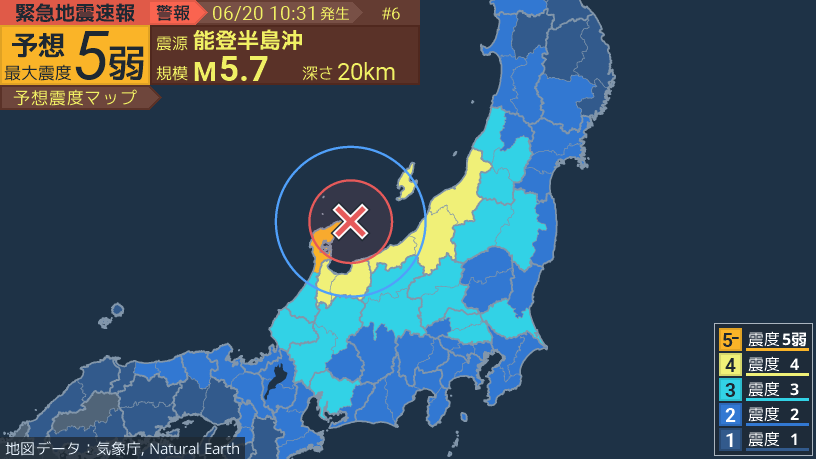 緊急地震速報 警報 06/20 10:31発生 #6
予想
最大震度 5弱
震源 能登半島沖
規模 M5.7 深さ 20km
予想震度マップ
5- 震度 5弱
4 震度 4
3 震度 3
2 震度 2
1 震度 1
地図データ：気象庁, Natural Earth